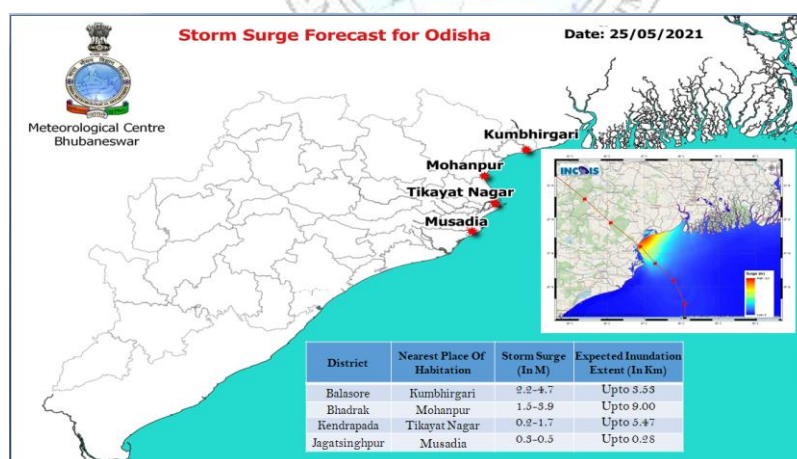 Storm Surge Forecast for Odisha
Date: 25/05/2021
Meteorological Centre
Bhubaneswar
Kumbhirgari
Mohanpur
Tikayat Nagar
Musadia
INCOIS
District Nearest Place Of Habitation Storm Surge (In M) Expected Inundation Extent (In Km)
Balasore Kumbhirgari 2.2-4.7 Upto 3.53
Bhadrak Mohanpur 1.5-3.9 Upto 9.00
Kendrapada Tikayat Nagar 0.2-1.7 Upto 5.47
Jagatsinghpur Musadia 0.3-0.5 Upto 0.28